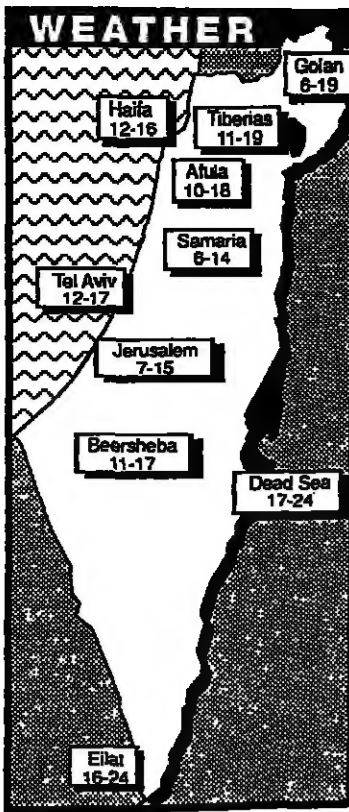 WEATHER
Golan
6-19
Haifa
12-16
Tiberias
11-19
Afula
10-18
Samaria
6-14
Tel Aviv
12-17
Jerusalem
7-15
Beersheba
11-17
Dead Sea
17-24
Eilat
16-24